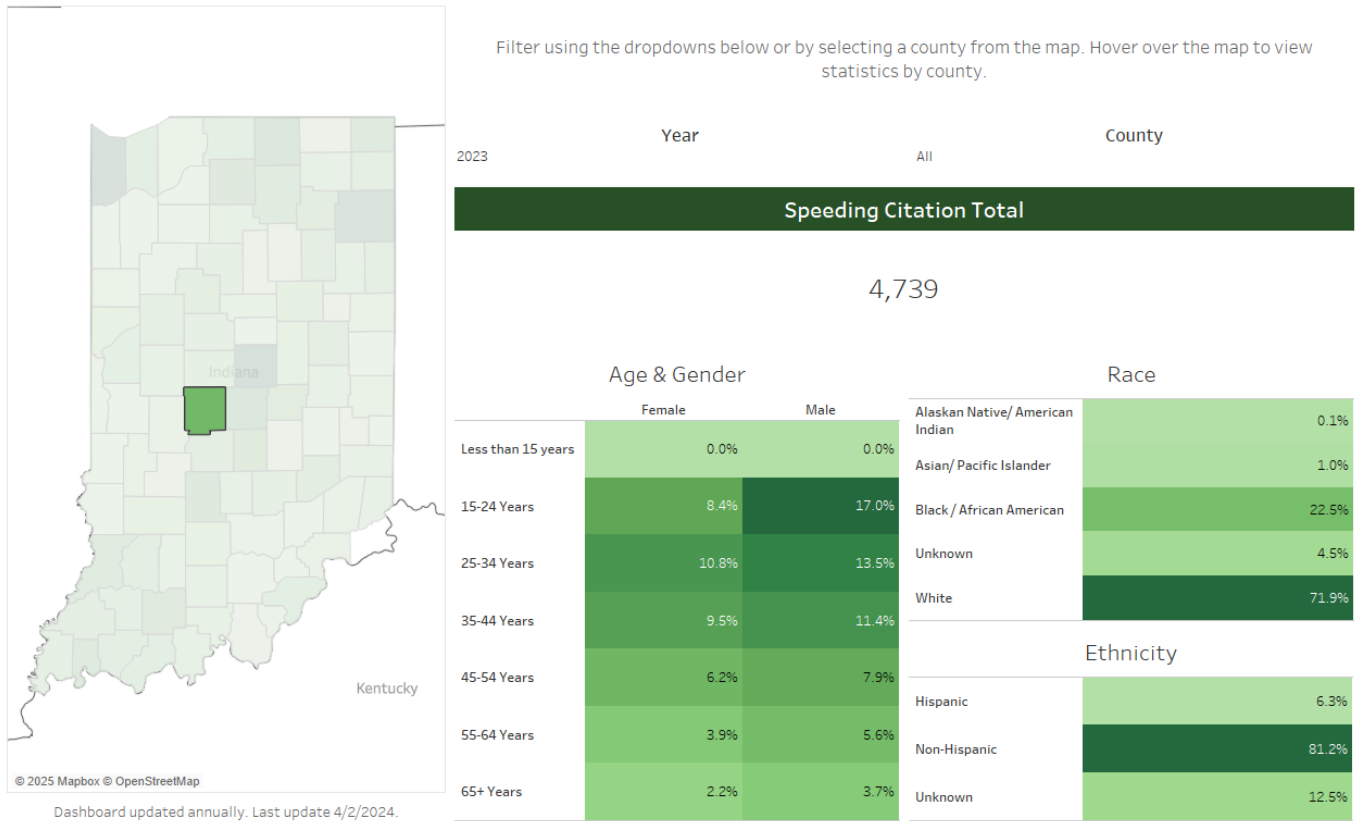 Filter using the dropdowns below or by selecting a county from the map. Hover over the map to view
statistics by county.
Year
County
2023
All
Speeding Citation Total
4,739
Age & Gender
Female
Male
Less than 15 years
0.0%
0.0%
15-24 Years
8.4%
17.0%
25-34 Years
10.8%
13.5%
35-44 Years
9.5%
11.4%
45-54 Years
6.2%
7.9%
55-64 Years
3.9%
5.6%
65+ Years
2.2%
3.7%
Race
Alaskan Native/ American
Indian
0.1%
Asian/ Pacific Islander
1.0%
Black / African American
22.5%
Unknown
4.5%
White
71.9%
Ethnicity
Hispanic
6.3%
Non-Hispanic
81.2%
Unknown
12.5%
Indiana
Kentucky
© 2025 Mapbox © OpenStreetMap
Dashboard updated annually. Last update 4/2/2024.